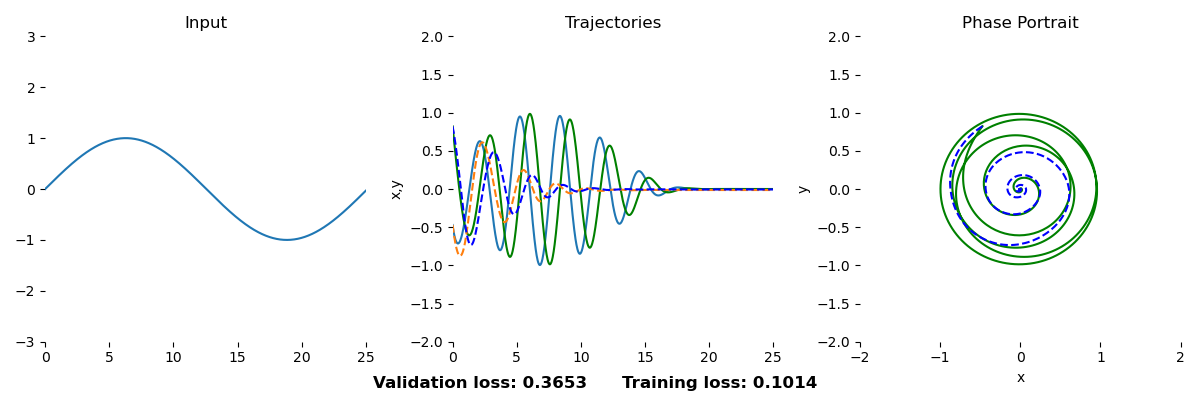 Input
3
2
1
0
−1
−2
−3
0 5 10 15 20 25
Trajectories
x,y
2.0
1.5
1.0
0.5
0.0
−0.5
−1.0
−1.5
−2.0
0 5 10 15 20 25
Phase Portrait
y
2.0
1.5
1.0
0.5
0.0
−0.5
−1.0
−1.5
−2.0
−2 −1 0 1 2
x
Validation loss: 0.3653 Training loss: 0.1014